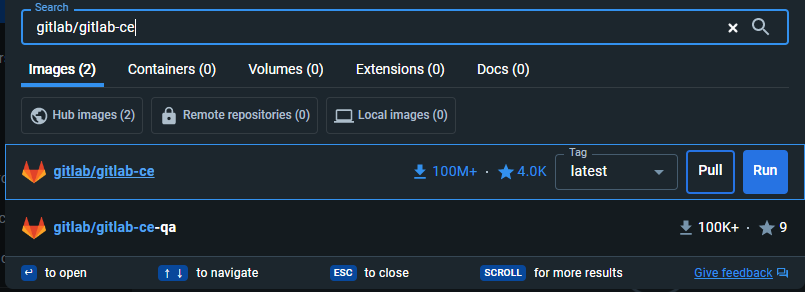 Search
gitlab/gitlab-ce
Images (2) Containers (0) Volumes (0) Extensions (0) Docs (0)
Hub images (2) Remote repositories (0) Local images (0)
Tag
gitlab/gitlab-ce 100M+ · 4.0K latest Pull Run
gitlab/gitlab-ce-qa 100K+ · 9
↵ to open ↑ ↓ to navigate ESC to close SCROLL for more results Give feedback